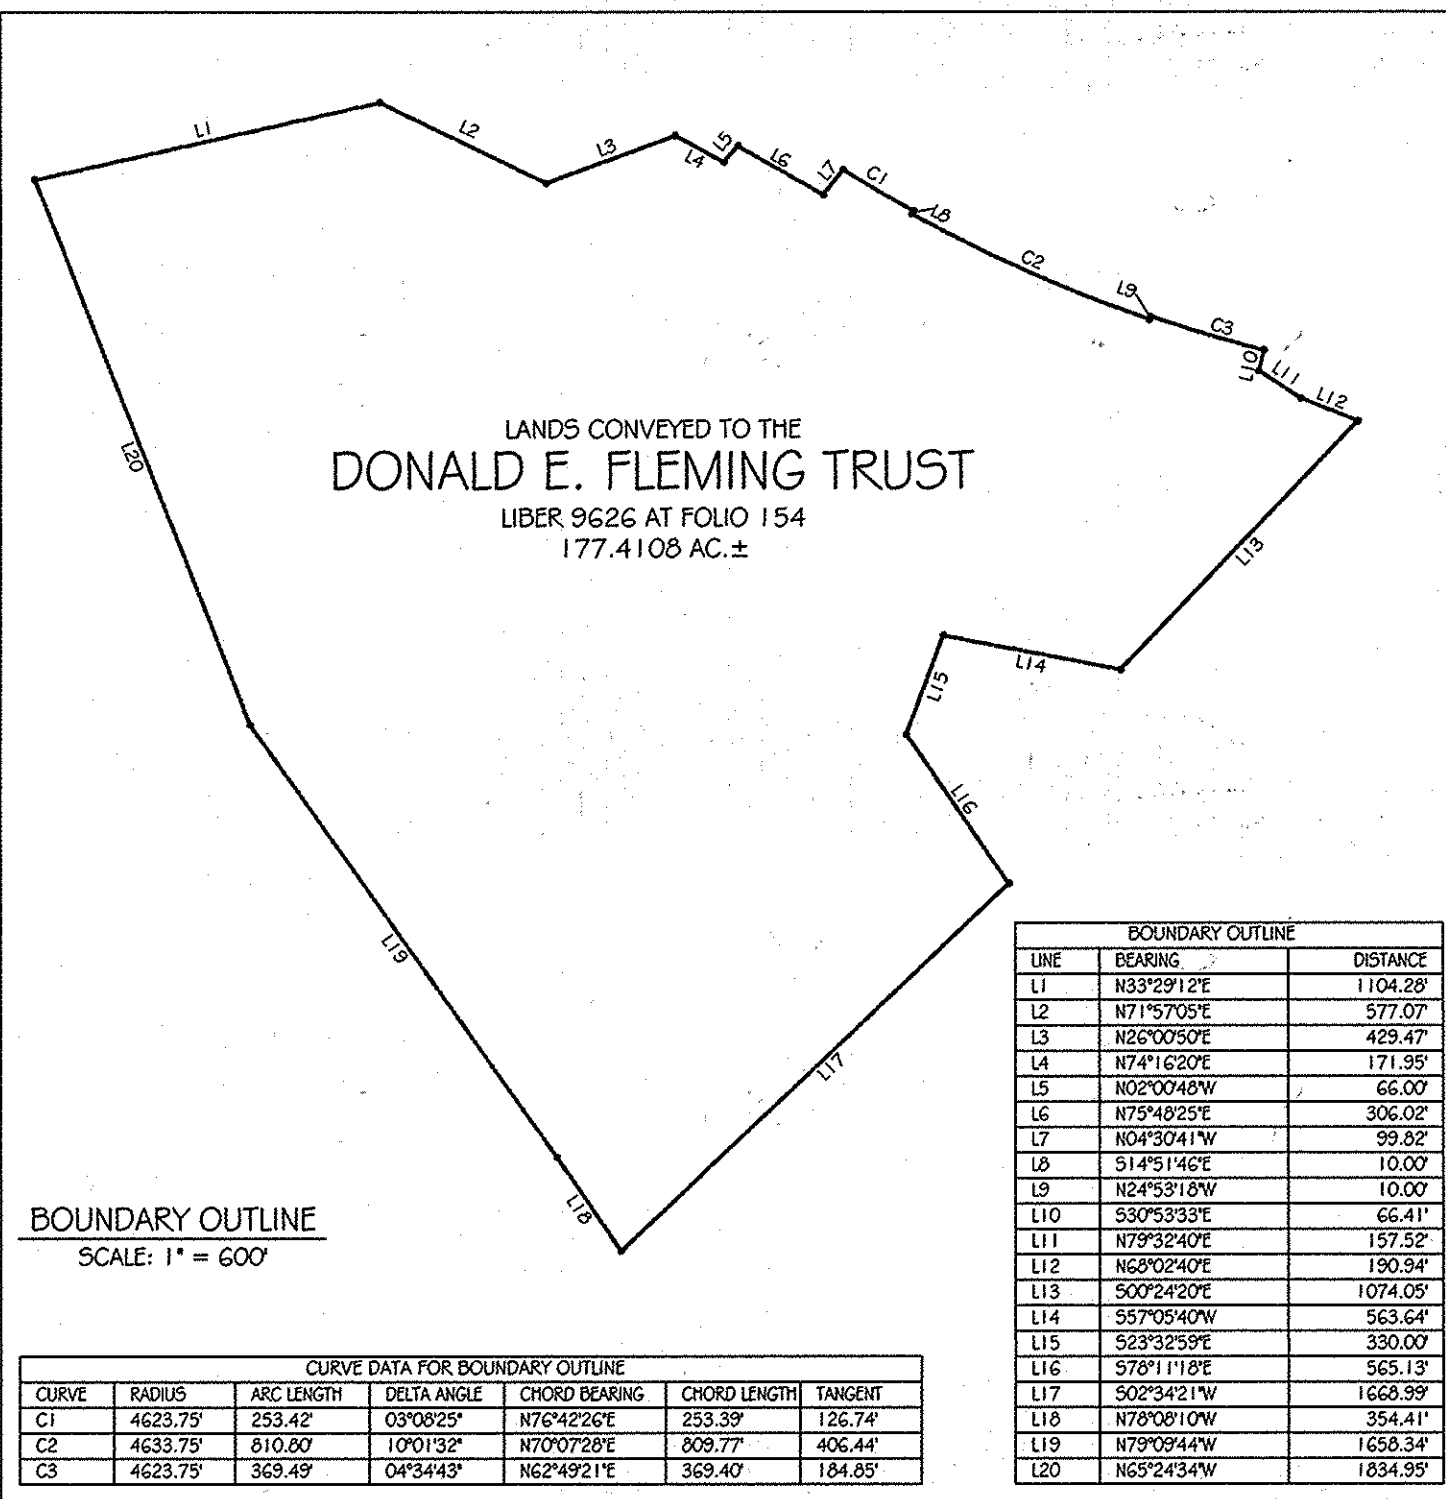 L1
L2
L3
L4
L5
L6
L7
C1
L8
C2
L9
C3
L10
L11
L12
L20
LANDS CONVEYED TO THE
DONALD E. FLEMING TRUST
LIBER 9626 AT FOLIO 154
177.4108 AC.±
L13
L14
L15
L16
L19
L17
L18
BOUNDARY OUTLINE
SCALE: 1" = 600'
BOUNDARY OUTLINE
LINE BEARING DISTANCE
L1 N33°29'12"E 1104.28'
L2 N71°57'05"E 577.07'
L3 N26°00'50"E 429.47'
L4 N74°16'20"E 171.95'
L5 N02°00'48"W 66.00'
L6 N75°48'25"E 306.02'
L7 N04°30'41"W 99.82'
L8 S14°51'46"E 10.00'
L9 N24°53'18"W 10.00'
L10 S30°53'33"E 66.41'
L11 N79°32'40"E 157.52'
L12 N68°02'40"E 190.94'
L13 S00°24'20"E 1074.05'
L14 S57°05'40"W 563.64'
L15 S23°32'59"E 330.00'
L16 S78°11'18"E 565.13'
L17 S02°34'21"W 1668.99'
L18 N78°08'10"W 354.41'
L19 N79°09'44"W 1658.34'
L20 N65°24'34"W 1834.95'
CURVE DATA FOR BOUNDARY OUTLINE
CURVE RADIUS ARC LENGTH DELTA ANGLE CHORD BEARING CHORD LENGTH TANGENT
C1 4623.75' 253.42' 03°08'25" N76°42'26"E 253.39' 126.74'
C2 4633.75' 810.80' 10°01'32" N70°07'28"E 809.77' 406.44'
C3 4623.75' 369.49' 04°34'43" N62°49'21"E 369.40' 184.85'